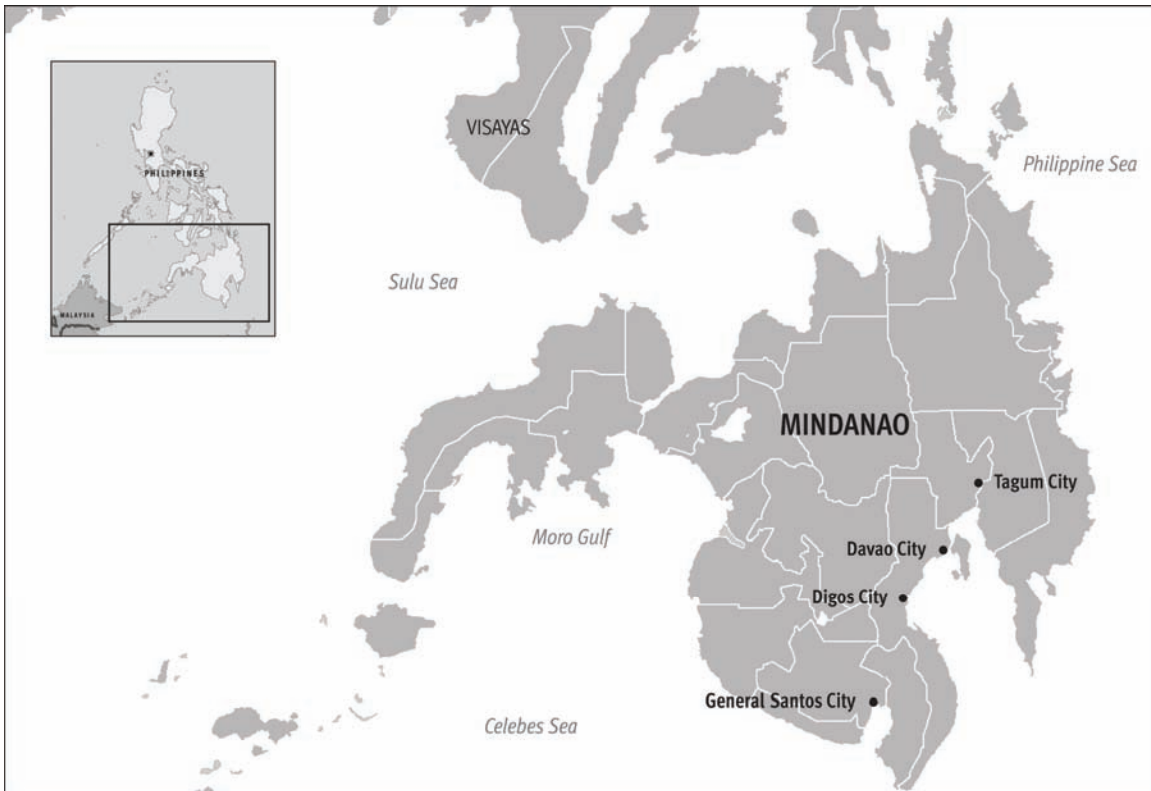 VISAYAS
Philippine Sea
PHILIPPINES
Sulu Sea
MALAYSIA
MINDANAO
Tagum City
Moro Gulf
Davao City
Digos City
General Santos City
Celebes Sea